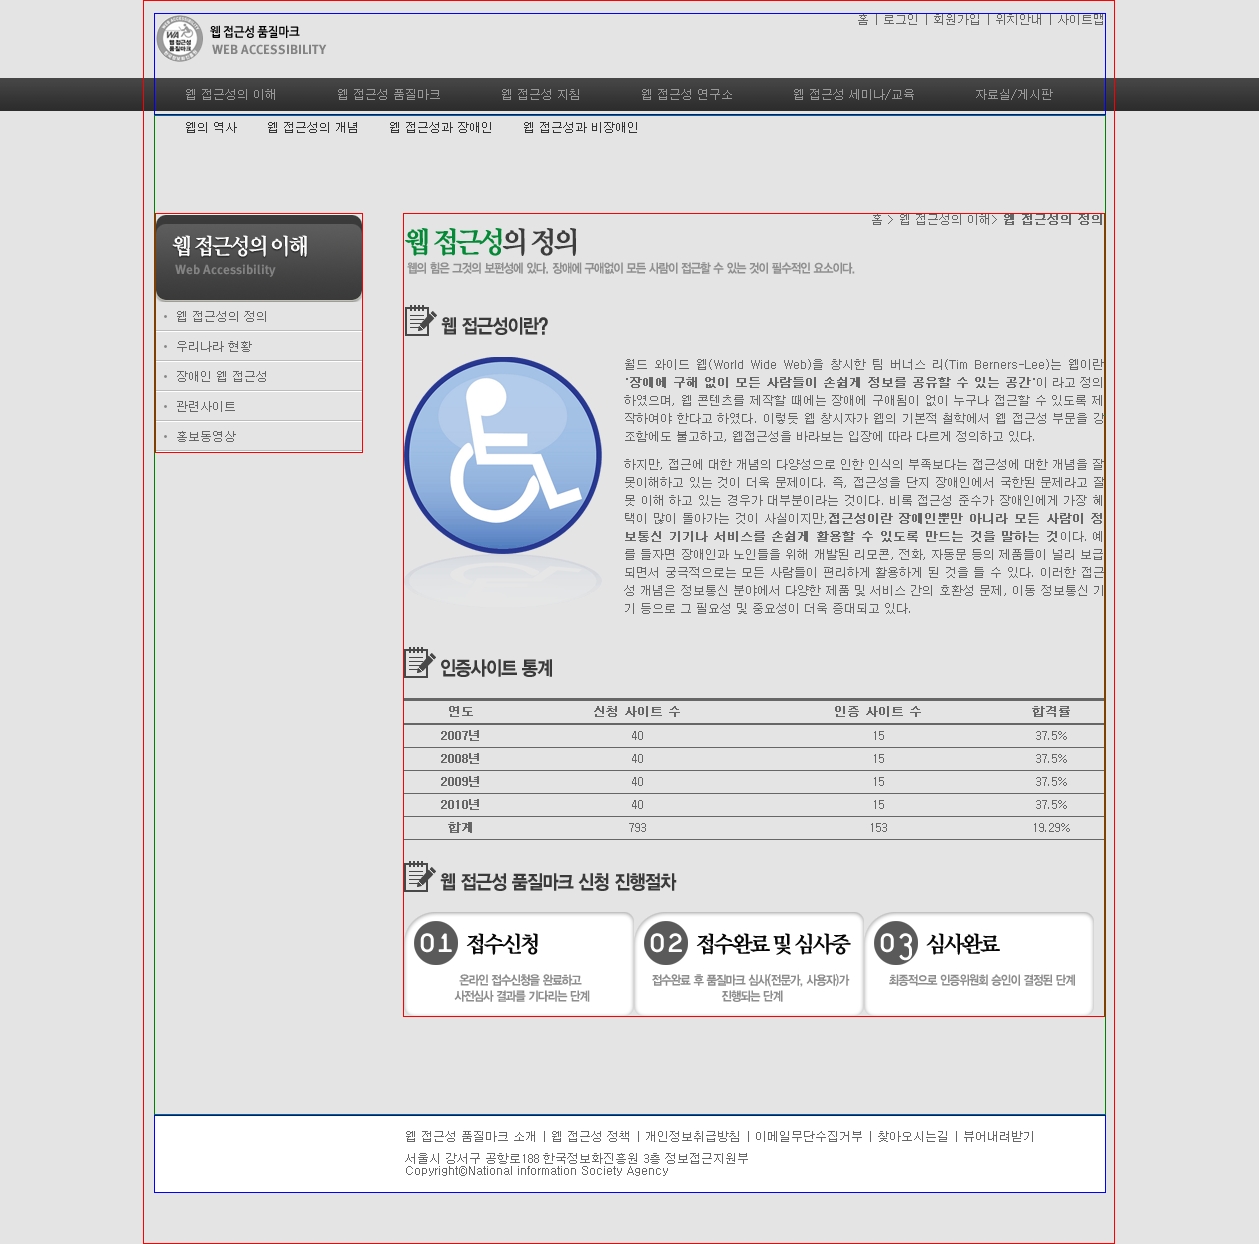 홈 | 로그인 | 회원가입 | 위치안내 | 사이트맵
WA 웹 접근성 품질마크
웹 접근성 품질마크
WEB ACCESSIBILITY
웹 접근성의 이해 웹 접근성 품질마크 웹 접근성 지침 웹 접근성 연구소 웹 접근성 세미나/교육 자료실/게시판
웹의 역사 웹 접근성의 개념 웹 접근성과 장애인 웹 접근성과 비장애인
웹 접근성의 이해
Web Accessibility
웹 접근성의 정의
우리나라 현황
장애인 웹 접근성
관련사이트
홍보동영상
홈 > 웹 접근성의 이해> 웹 접근성의 정의
웹 접근성의 정의
웹의 힘은 그것의 보편성에 있다. 장애에 구애없이 모든 사람이 접근할 수 있는 것이 필수적인 요소이다.
웹 접근성이란?
월드 와이드 웹(World Wide Web)을 창시한 팀 버너스 리(Tim Berners-Lee)는 웹이란
'장애에 구해 없이 모든 사람들이 손쉽게 정보를 공유할 수 있는 공간'이 라고 정의
하였으며, 웹 콘텐츠를 제작할 때에는 장애에 구애됨이 없이 누구나 접근할 수 있도록 제
작하여야 한다고 하였다. 이렇듯 웹 창시자가 웹의 기본적 철학에서 웹 접근성 부문을 강
조함에도 불고하고, 웹접근성을 바라보는 입장에 따라 다르게 정의하고 있다.
하지만, 접근에 대한 개념의 다양성으로 인한 인식의 부족보다는 접근성에 대한 개념을 잘
못이해하고 있는 것이 더욱 문제이다. 즉, 접근성을 단지 장애인에서 국한된 문제라고 잘
못 이해 하고 있는 경우가 대부분이라는 것이다. 비록 접근성 준수가 장애인에게 가장 혜
택이 많이 돌아가는 것이 사실이지만,접근성이란 장애인뿐만 아니라 모든 사람이 정
보통신 기기나 서비스를 손쉽게 활용할 수 있도록 만드는 것을 말하는 것이다. 예
를 들자면 장애인과 노인들을 위해 개발된 리모콘, 전화, 자동문 등의 제품들이 널리 보급
되면서 궁극적으로는 모든 사람들이 편리하게 활용하게 된 것을 들 수 있다. 이러한 접근
성 개념은 정보통신 분야에서 다양한 제품 및 서비스 간의 호환성 문제, 이동 정보통신 기
기 등으로 그 필요성 및 중요성이 더욱 증대되고 있다.
인증사이트 통계
연도 신청 사이트 수 인증 사이트 수 합격률
2007년 40 15 37.5%
2008년 40 15 37.5%
2009년 40 15 37.5%
2010년 40 15 37.5%
합계 793 153 19.29%
웹 접근성 품질마크 신청 진행절차
01 접수신청
온라인 접수신청을 완료하고
사전심사 결과를 기다리는 단계
02 접수완료 및 심사중
접수완료 후 품질마크 심사(전문가, 사용자)가
진행되는 단계
03 심사완료
최종적으로 인증위원회 승인이 결정된 단계
웹 접근성 품질마크 소개 | 웹 접근성 정책 | 개인정보취급방침 | 이메일무단수집거부 | 찾아오시는길 | 뷰어내려받기
서울시 강서구 공항로188 한국정보화진흥원 3층 정보접근지원부
Copyright©National information Society Agency